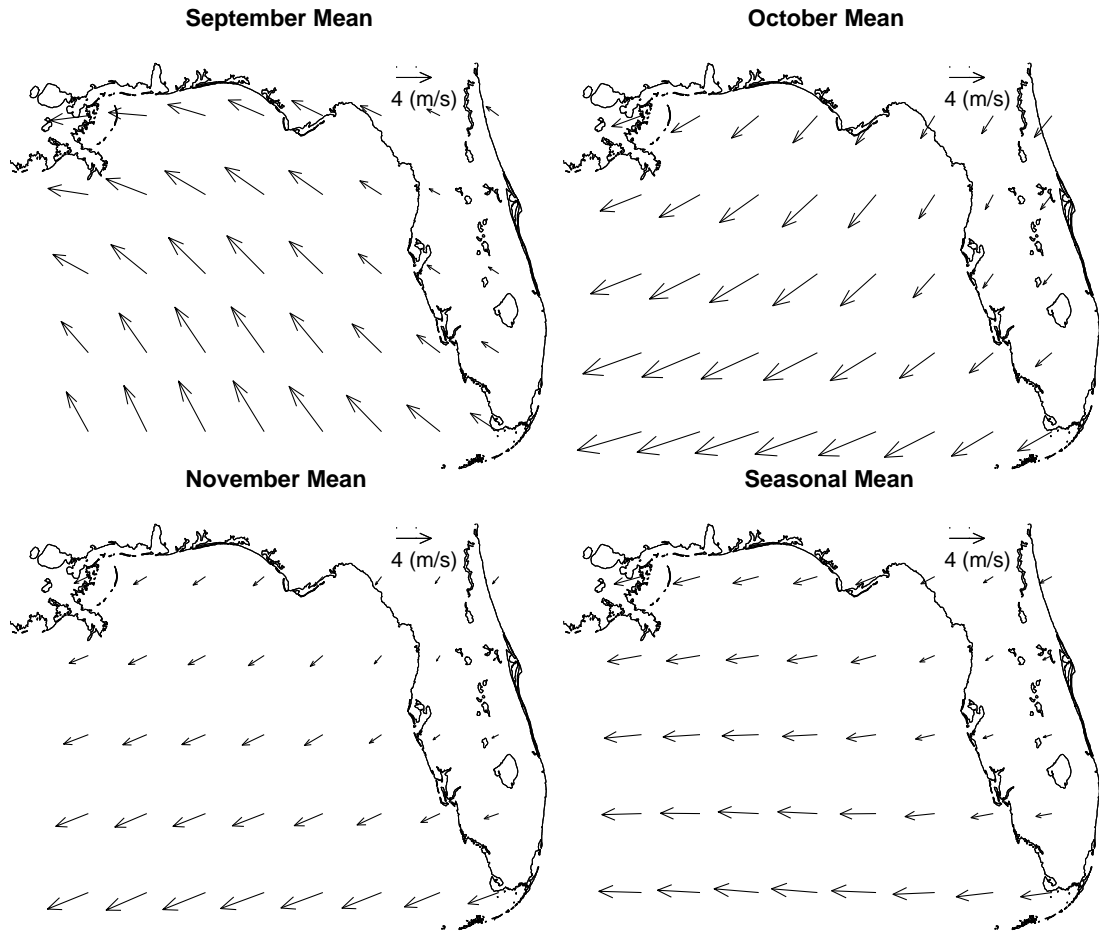 September Mean
October Mean
4 (m/s)
4 (m/s)
November Mean
Seasonal Mean
4 (m/s)
4 (m/s)